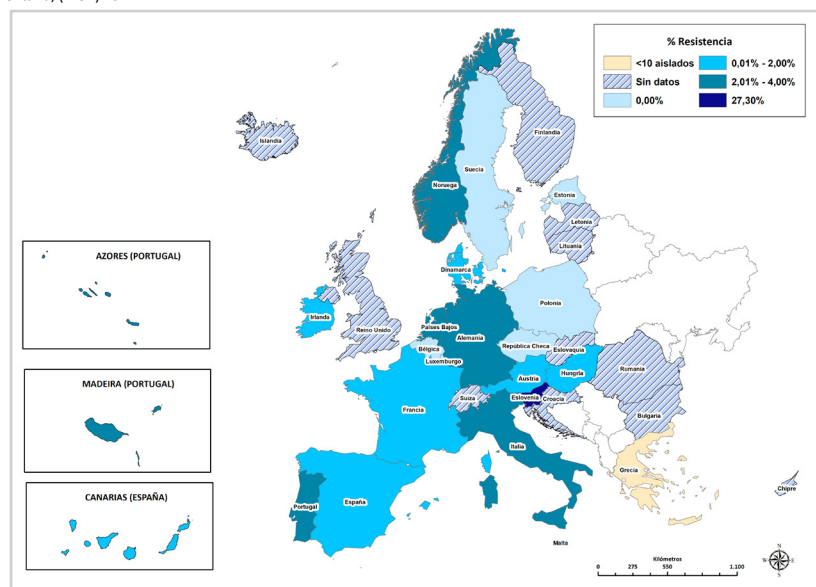 % Resistencia
<10 aislados
0,01% - 2,00%
Sin datos
2,01% - 4,00%
0,00%
27,30%
Islandia
Finlandia
Suecia
Noruega
Estonia
Letonia
Lituania
Dinamarca
Irlanda
Reino Unido
Países Bajos
Polonia
Alemania
Bélgica
República Checa
Luxemburgo
Eslovaquia
Francia
Austria
Hungría
Rumania
Suiza
Eslovenia
Croacia
Bulgaria
Italia
Grecia
España
Portugal
Chipre
Malta
AZORES (PORTUGAL)
MADEIRA (PORTUGAL)
CANARIAS (ESPAÑA)
Kilómetros
0 275 550 1.100
N
W E
S